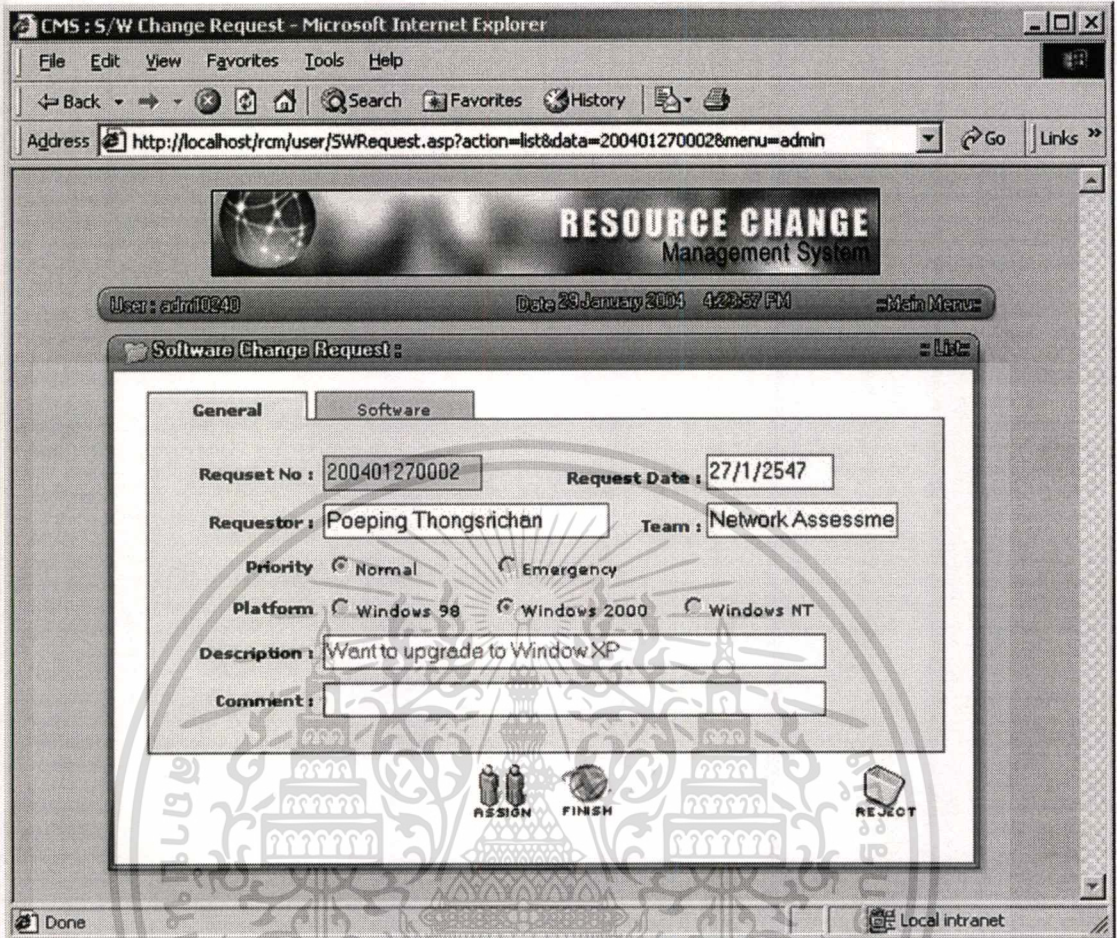 CMS : S/W Change Request - Microsoft Internet Explorer
File Edit View Favorites Tools Help
Back Search Favorites History
Address http://localhost/rcm/user/SWRequest.asp?action=list&data=200401270002&menu=admin Go Links »
RESOURCE CHANGE
Management System
User : adm10240 Date 29 January 2004 4:23:57 PM ::Main Menu::
Software Change Request : :: List::
General Software
Requset No : 200401270002 Request Date : 27/1/2547
Requestor : Poeping Thongsrichan Team : Network Assessme
Priority Normal Emergency
Platform Windows 98 Windows 2000 Windows NT
Description : Want to upgrade to Window XP
Comment :
ASSIGN FINISH REJECT
Done Local intranet